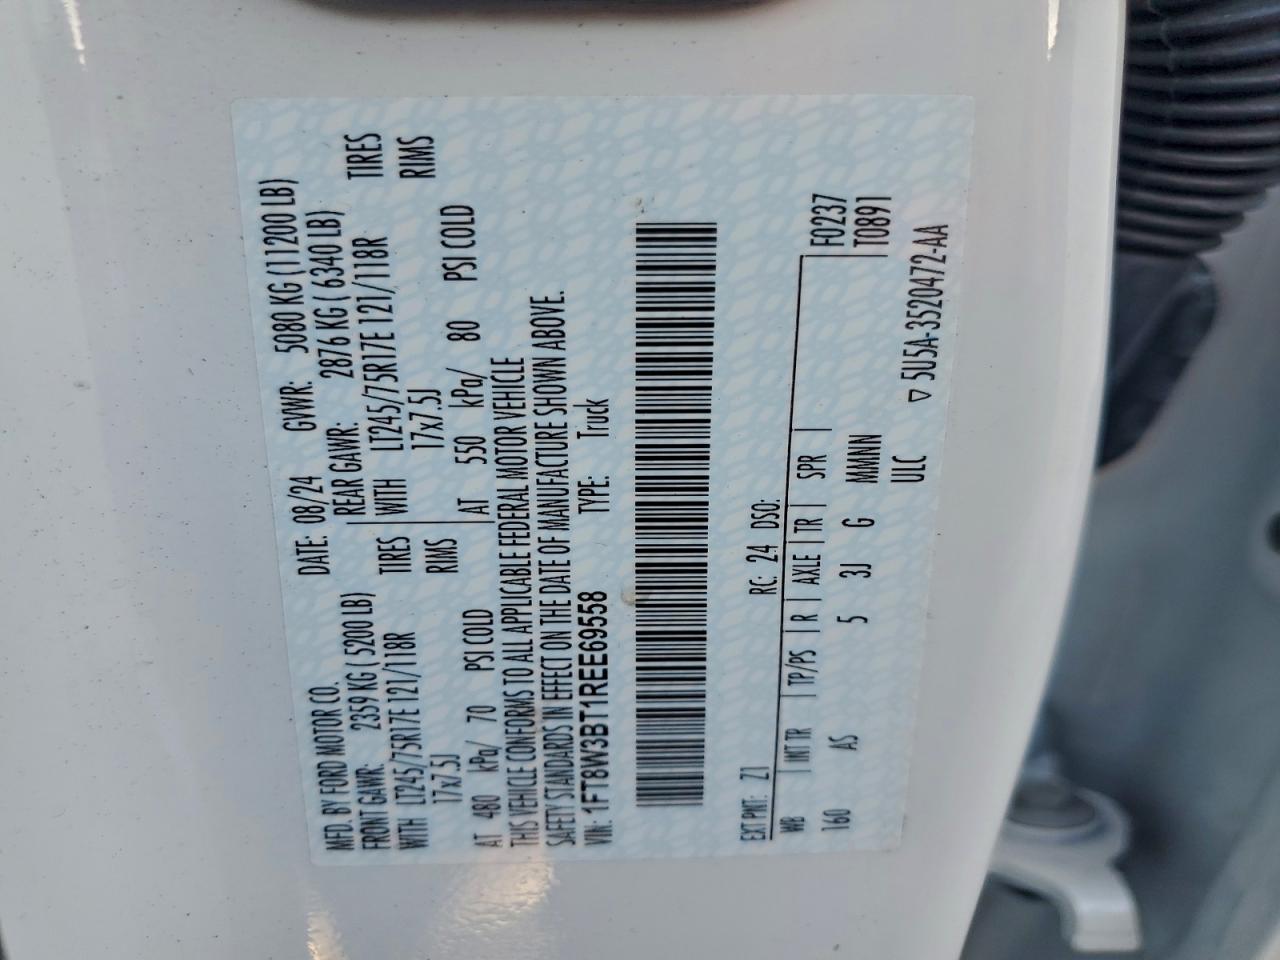 MFD. BY FORD MOTOR CO.
DATE: 08/24 GVWR: 5080 KG (11200 LB)
FRONT GAWR: 2359 KG (5200 LB)
REAR GAWR: 2876 KG (6340 LB)
WITH LT245/75R17E 121/118R TIRES
WITH LT245/75R17E 121/118R TIRES
17x7.5J RIMS
17x7.5J RIMS
AT 480 kPa/ 70 PSI COLD
AT 550 kPa/ 80 PSI COLD
THIS VEHICLE CONFORMS TO ALL APPLICABLE FEDERAL MOTOR VEHICLE
SAFETY STANDARDS IN EFFECT ON THE DATE OF MANUFACTURE SHOWN ABOVE.
VIN: 1FT8W3BT1REE69558 TYPE: Truck
EXT PNT: Z1 RC: 24 DSO:
WB | INT TR | TP/PS | R | AXLE | TR | SPR | F0237
160 AS 5 3J G MMNN T0891
ULC ▽ 5U5A-3520472-AA